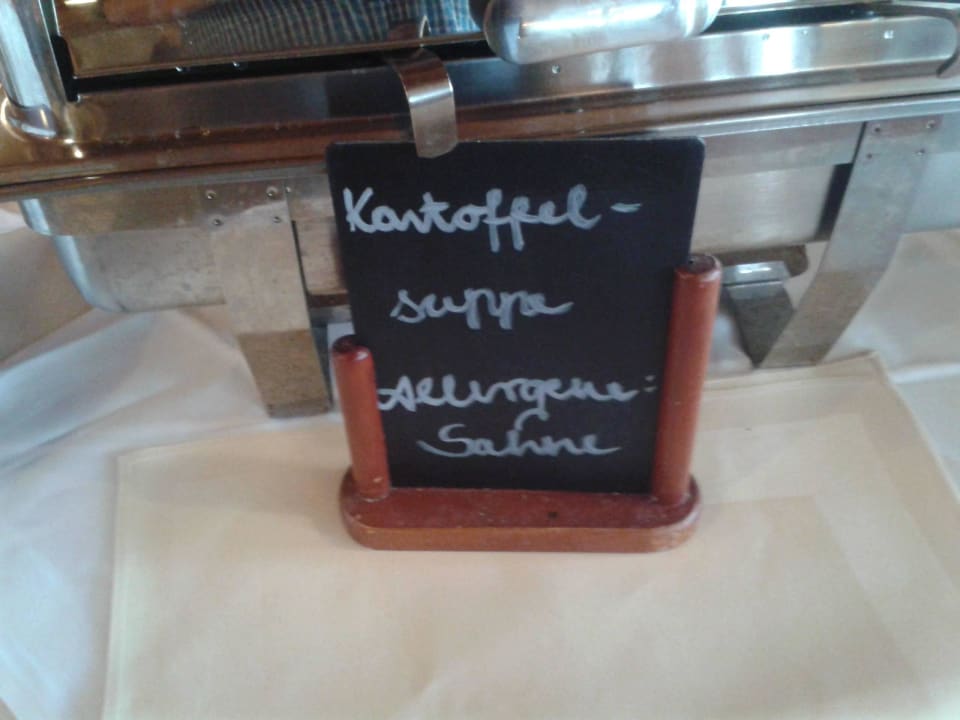 Kartoffel-
suppe
Allergene:
Sahne